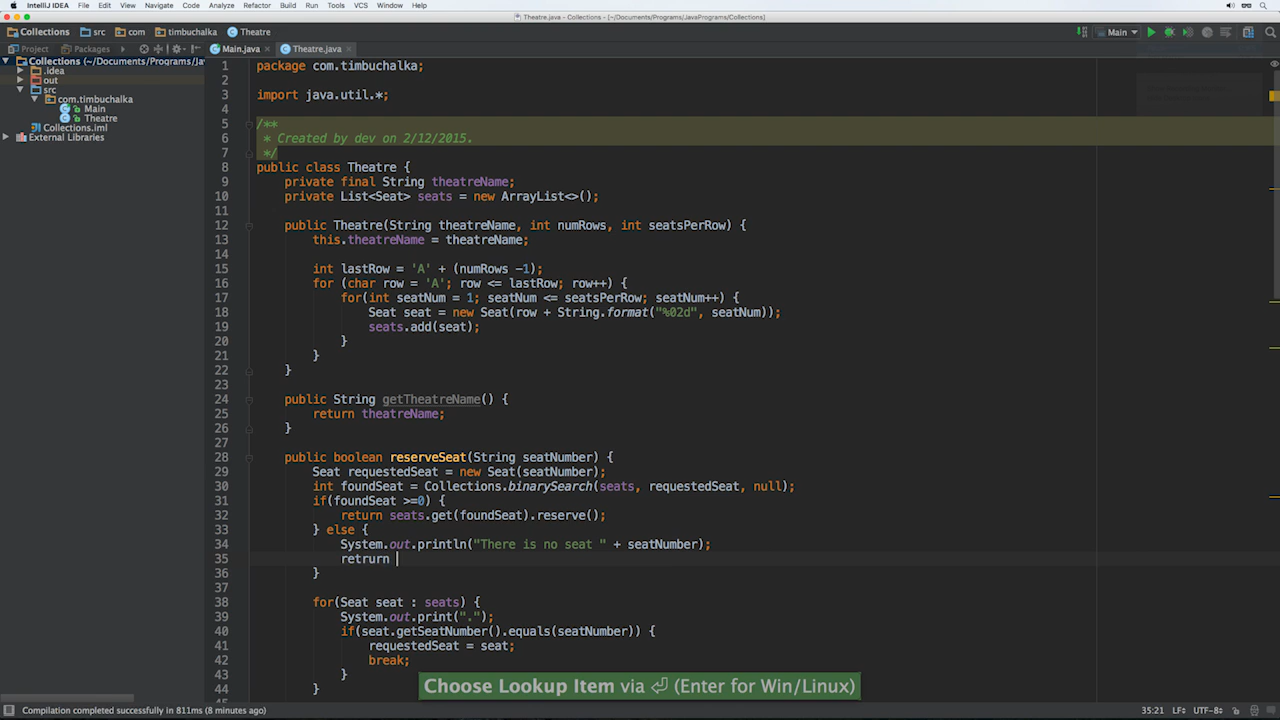 IntelliJ IDEA File Edit View Navigate Code Analyze Refactor Build Run Tools VCS Window Help
Theatre.java - Collections - [~/Documents/Programs/JavaPrograms/Collections]
Collections src com timbuchalka Theatre Main
Project Packages Main.java Theatre.java
Collections (~/Documents/Programs/Ja
.idea
out
src
com.timbuchalka
Main
Theatre
Collections.iml
External Libraries
1 package com.timbuchalka;
2
3 import java.util.*;
4
5 /**
6 * Created by dev on 2/12/2015.
7 */
8 public class Theatre {
9 private final String theatreName;
10 private List<Seat> seats = new ArrayList<>();
11
12 public Theatre(String theatreName, int numRows, int seatsPerRow) {
13 this.theatreName = theatreName;
14
15 int lastRow = 'A' + (numRows -1);
16 for (char row = 'A'; row <= lastRow; row++) {
17 for(int seatNum = 1; seatNum <= seatsPerRow; seatNum++) {
18 Seat seat = new Seat(row + String.format("%02d", seatNum));
19 seats.add(seat);
20 }
21 }
22 }
23
24 public String getTheatreName() {
25 return theatreName;
26 }
27
28 public boolean reserveSeat(String seatNumber) {
29 Seat requestedSeat = new Seat(seatNumber);
30 int foundSeat = Collections.binarySearch(seats, requestedSeat, null);
31 if(foundSeat >=0) {
32 return seats.get(foundSeat).reserve();
33 } else {
34 System.out.println("There is no seat " + seatNumber);
35 retrurn
36 }
37
38 for(Seat seat : seats) {
39 System.out.print(".");
40 if(seat.getSeatNumber().equals(seatNumber)) {
41 requestedSeat = seat;
42 break;
43 }
44 }
Choose Lookup Item via ⏎ (Enter for Win/Linux)
Compilation completed successfully in 811ms (8 minutes ago) 35:21 LF UTF-8